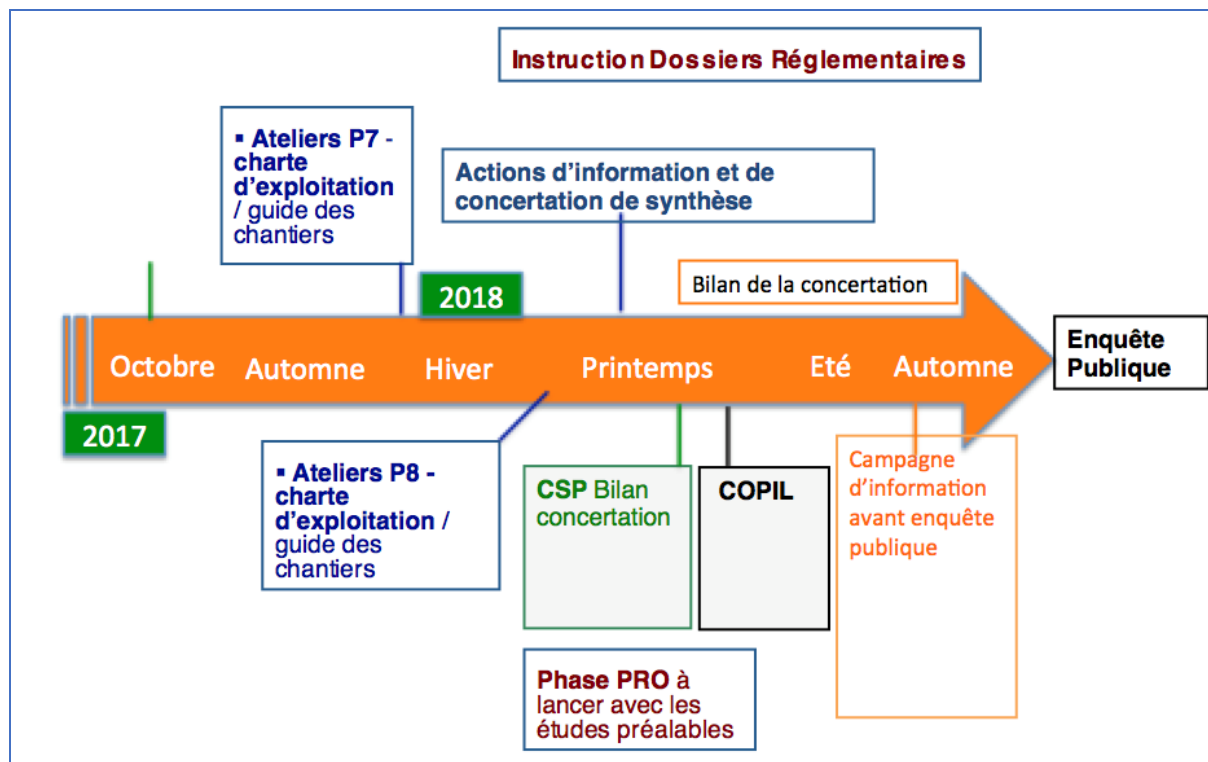 Instruction Dossiers Réglementaires
▪ Ateliers P7 -
charte
d'exploitation
/ guide des
chantiers
Actions d'information et de
concertation de synthèse
Bilan de la concertation
2018
Octobre
Automne
Hiver
Printemps
Eté
Automne
Enquête
Publique
2017
▪ Ateliers P8 -
charte
d'exploitation /
guide des
chantiers
CSP Bilan
concertation
COPIL
Campagne
d'information
avant enquête
publique
Phase PRO à
lancer avec les
études préalables